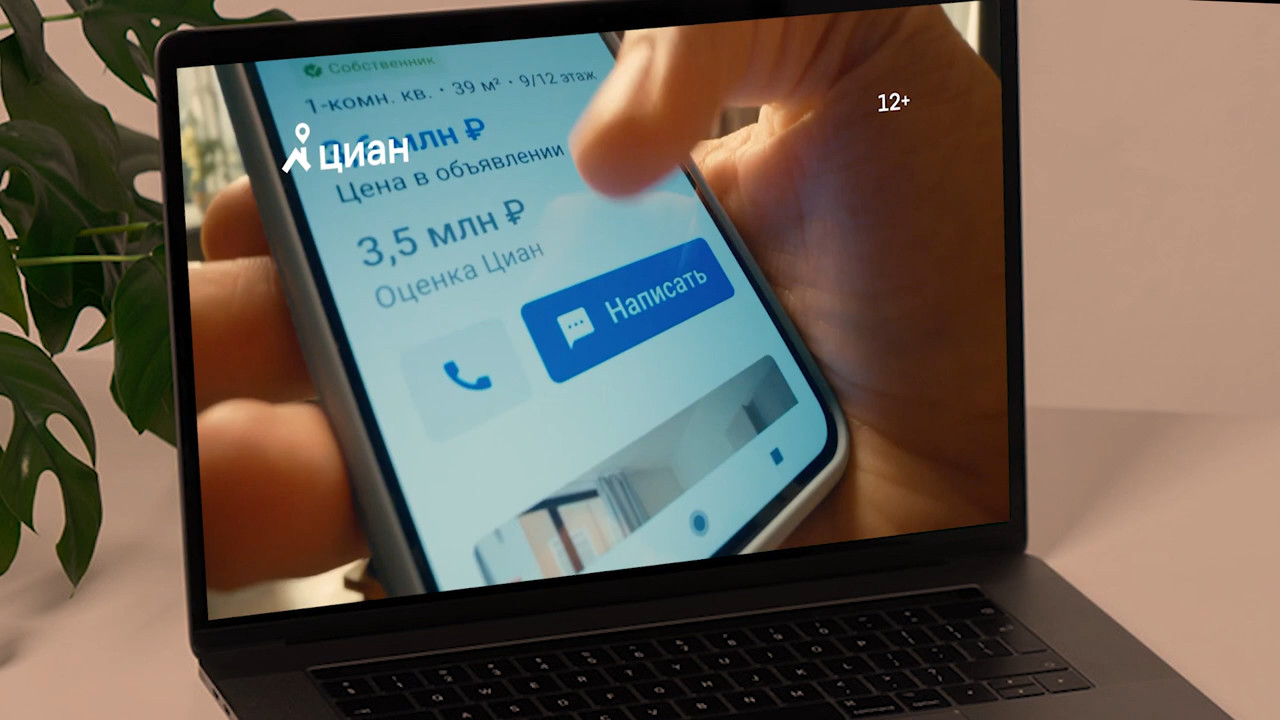 Собственник
1-комн. кв. • 39 м² • 9/12 этаж
млн ₽
циан
12+
Цена в объявлении
3,5 млн ₽
Оценка Циан
Написать